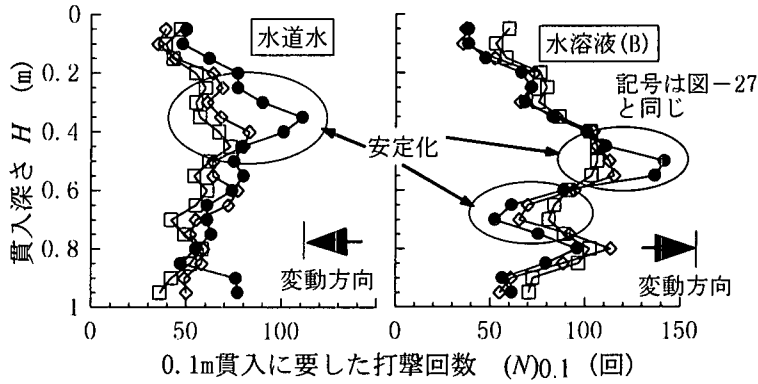 0
0.2
0.4
0.6
0.8
1
貫入深さ H (m)
水道水
水溶液(B)
記号は図−27
と同じ
安定化
変動方向
変動方向
0
50
100
0
50
100
150
0.1m貫入に要した打撃回数 (N)0.1 (回)